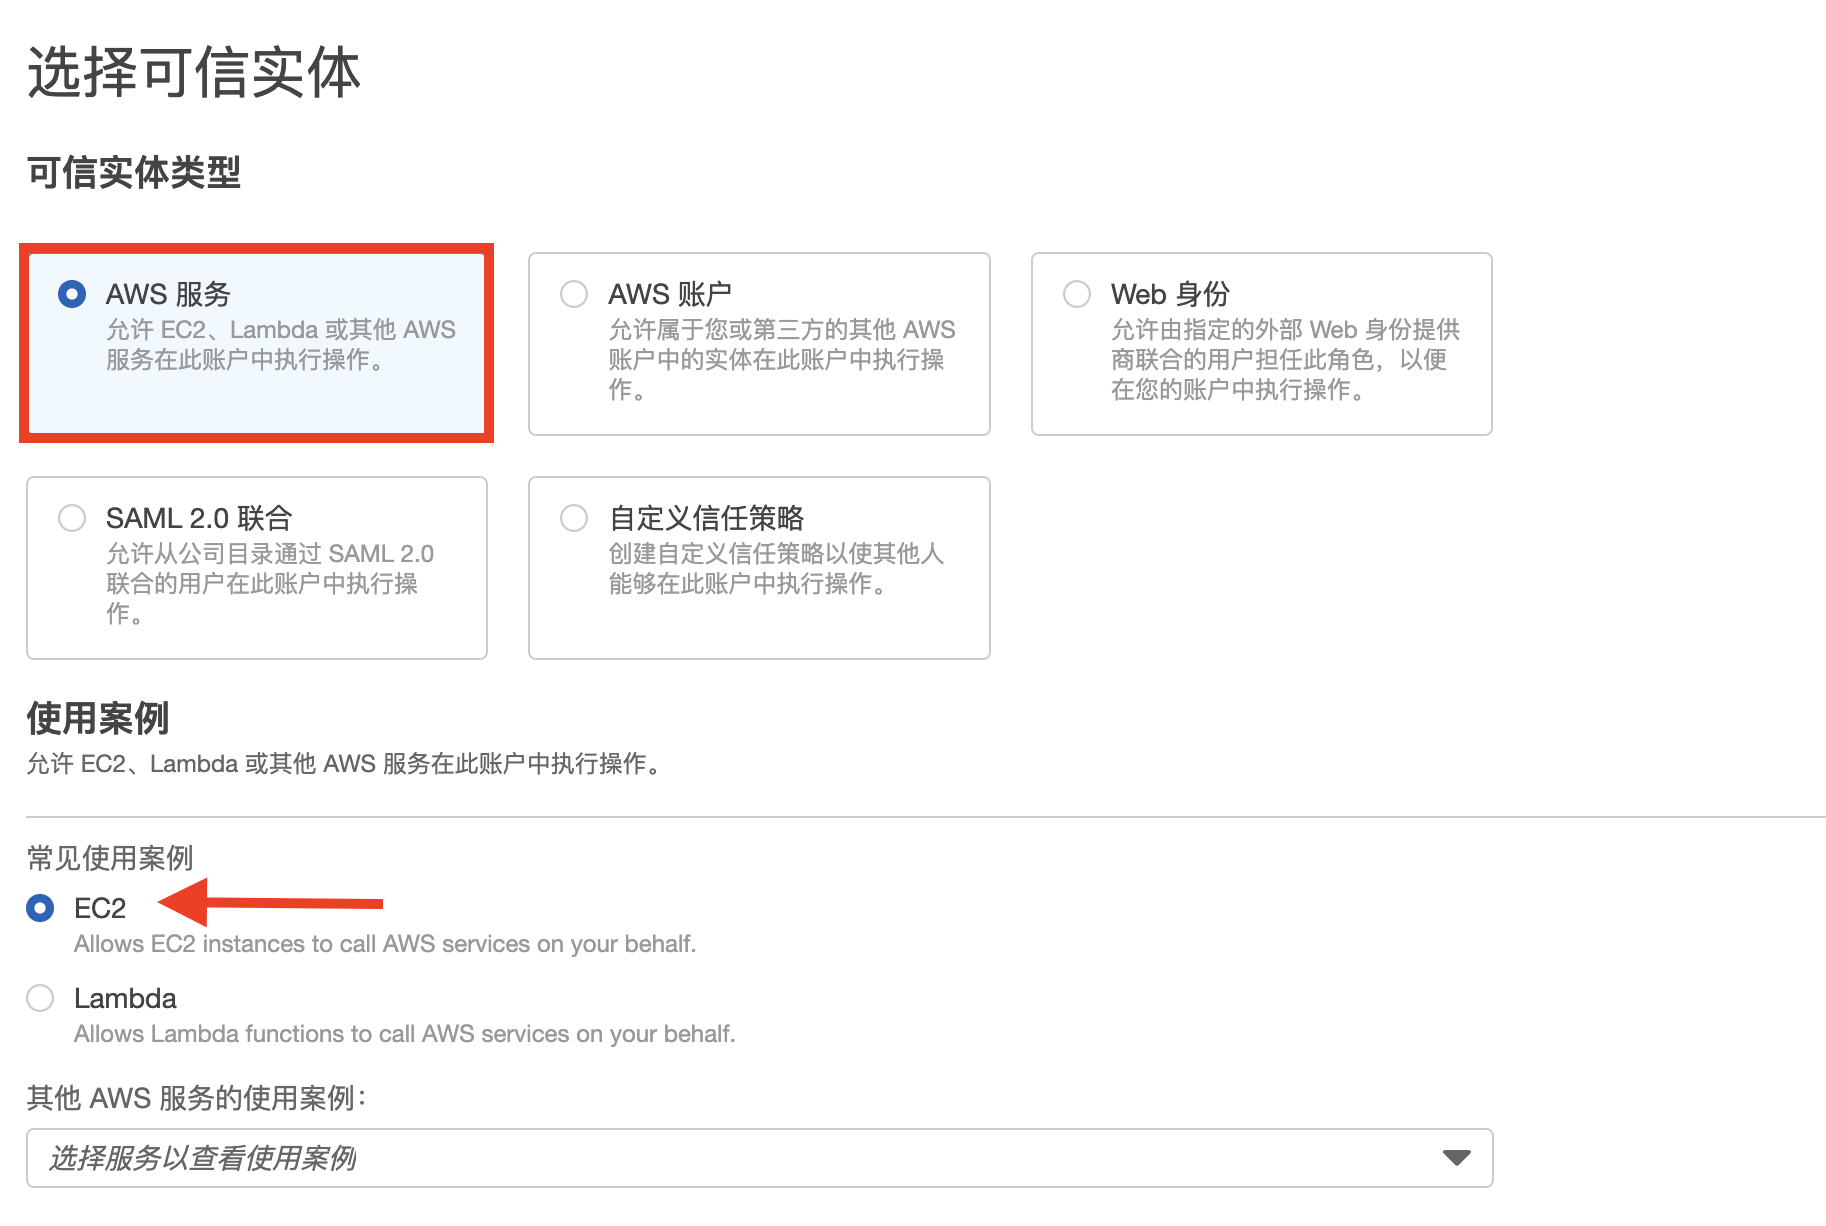 选择可信实体
可信实体类型
AWS 服务
允许 EC2、Lambda 或其他 AWS
服务在此账户中执行操作。
AWS 账户
允许属于您或第三方的其他 AWS
账户中的实体在此账户中执行操
作。
Web 身份
允许由指定的外部 Web 身份提供
商联合的用户担任此角色，以便
在您的账户中执行操作。
SAML 2.0 联合
允许从公司目录通过 SAML 2.0
联合的用户在此账户中执行操
作。
自定义信任策略
创建自定义信任策略以使其他人
能够在此账户中执行操作。
使用案例
允许 EC2、Lambda 或其他 AWS 服务在此账户中执行操作。
常见使用案例
EC2
Allows EC2 instances to call AWS services on your behalf.
Lambda
Allows Lambda functions to call AWS services on your behalf.
其他 AWS 服务的使用案例：
选择服务以查看使用案例